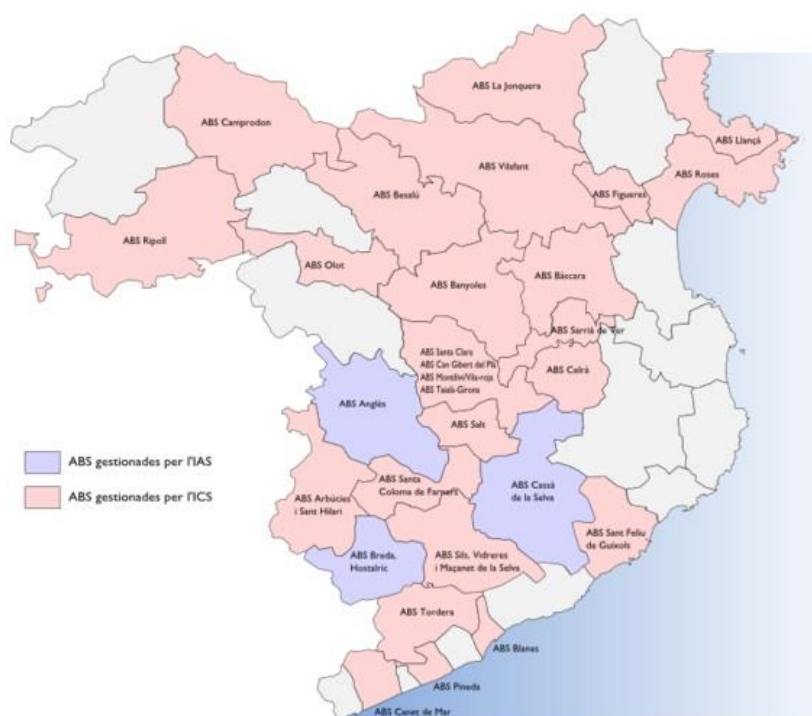 ABS La Jonquera
ABS Camprodon
ABS Llançà
ABS Vilafant
ABS Roses
ABS Besalú
ABS Figueres
ABS Ripoll
ABS Olot
ABS Banyoles
ABS Bàscara
ABS Sarrià de Ter
ABS Santa Clara
ABS Can Gibert del Pla
ABS Montilivi/Vila-roja
ABS Taialà-Girona
ABS Celrà
ABS Anglès
ABS Salt
ABS gestionades per l'IAS
ABS gestionades per l'ICS
ABS Santa
Coloma de Farners
ABS Cassà
de la Selva
ABS Arbúcies
i Sant Hilari
ABS Sant Feliu
de Guíxols
ABS Breda,
Hostalric
ABS Sils, Vidreres
i Maçanet de la Selva
ABS Tordera
ABS Blanes
ABS Pineda
ABS Canet de Mar